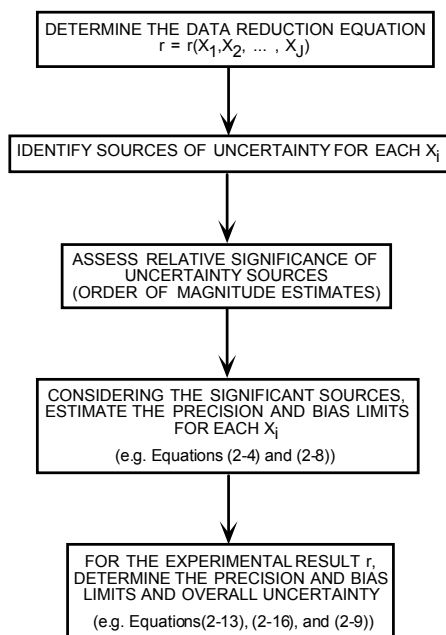 DETERMINE THE DATA REDUCTION EQUATION
r = r(X1,X2, ... , XJ)
IDENTIFY SOURCES OF UNCERTAINTY FOR EACH Xi
ASSESS RELATIVE SIGNIFICANCE OF
UNCERTAINTY SOURCES
(ORDER OF MAGNITUDE ESTIMATES)
CONSIDERING THE SIGNIFICANT SOURCES,
ESTIMATE THE PRECISION AND BIAS LIMITS
FOR EACH Xi
(e.g. Equations (2-4) and (2-8))
FOR THE EXPERIMENTAL RESULT r,
DETERMINE THE PRECISION AND BIAS
LIMITS AND OVERALL UNCERTAINTY
(e.g. Equations(2-13), (2-16), and (2-9))